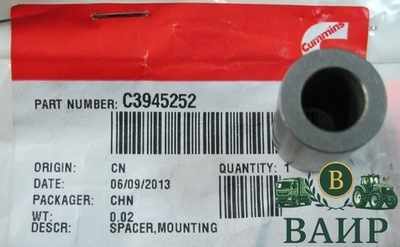 Cummins
PART NUMBER: C3945252
ORIGIN: CN QUANTITY: 1
DATE: 06/09/2013
PACKAGER: CHN
WT: 0.02
DESCR: SPACER,MOUNTING
B
ВАИР